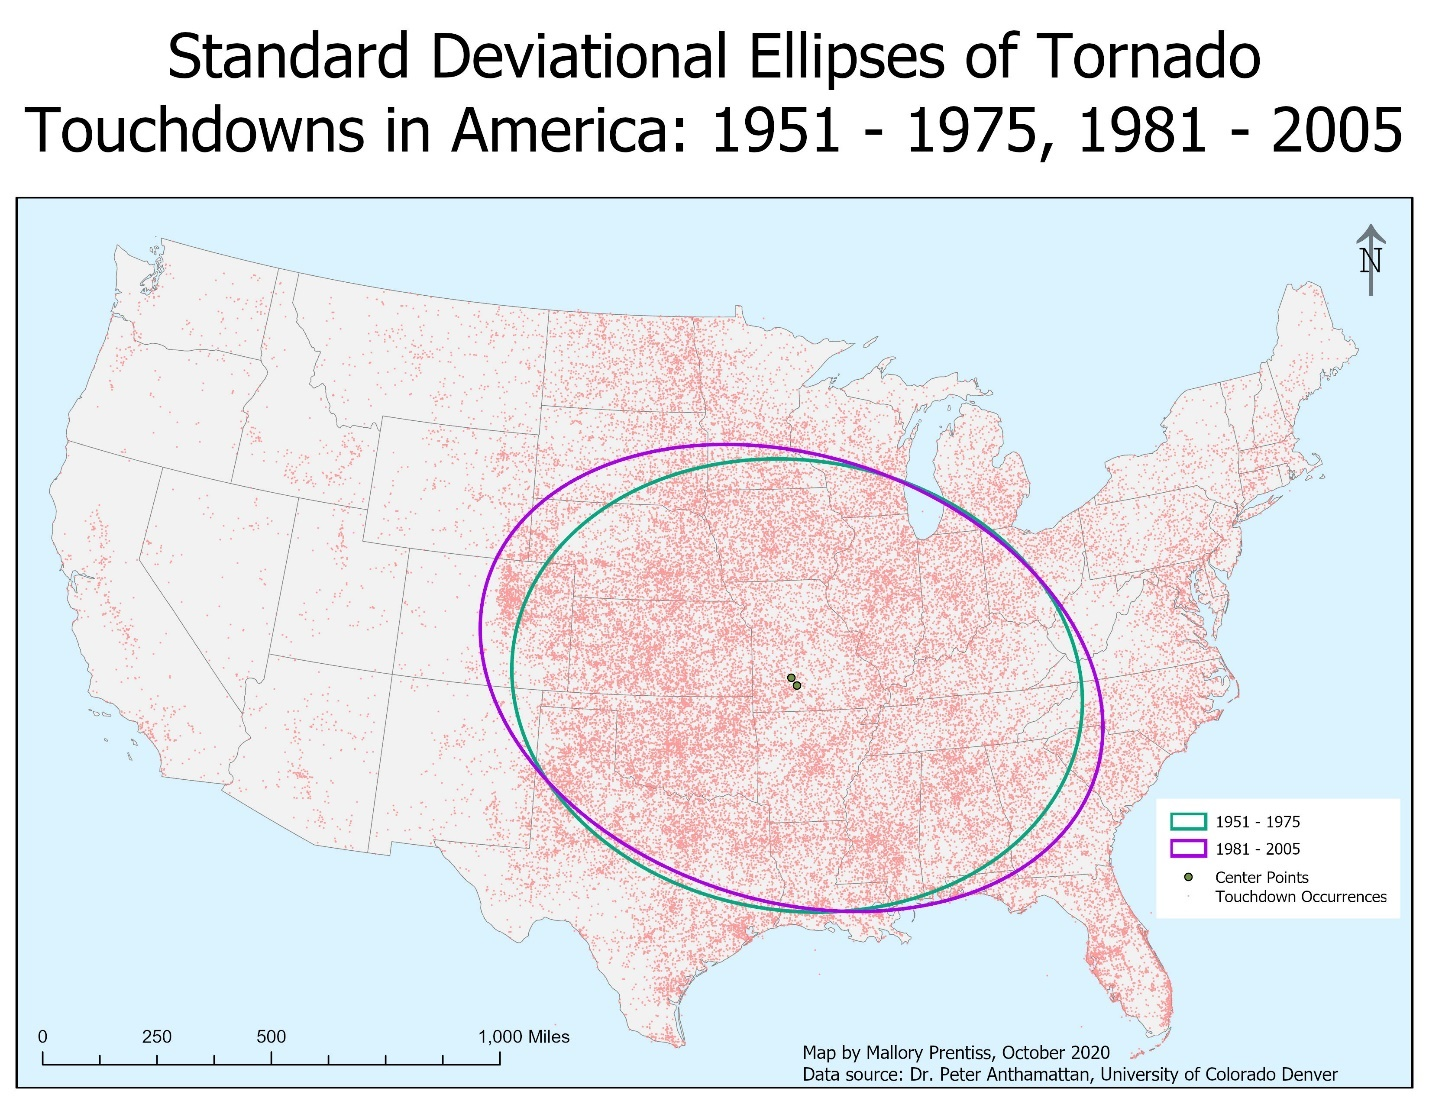 Standard Deviational Ellipses of Tornado
Touchdowns in America: 1951 - 1975, 1981 - 2005
N
1951 - 1975
1981 - 2005
Center Points
Touchdown Occurrences
0 250 500 1,000 Miles
Map by Mallory Prentiss, October 2020
Data source: Dr. Peter Anthamattan, University of Colorado Denver